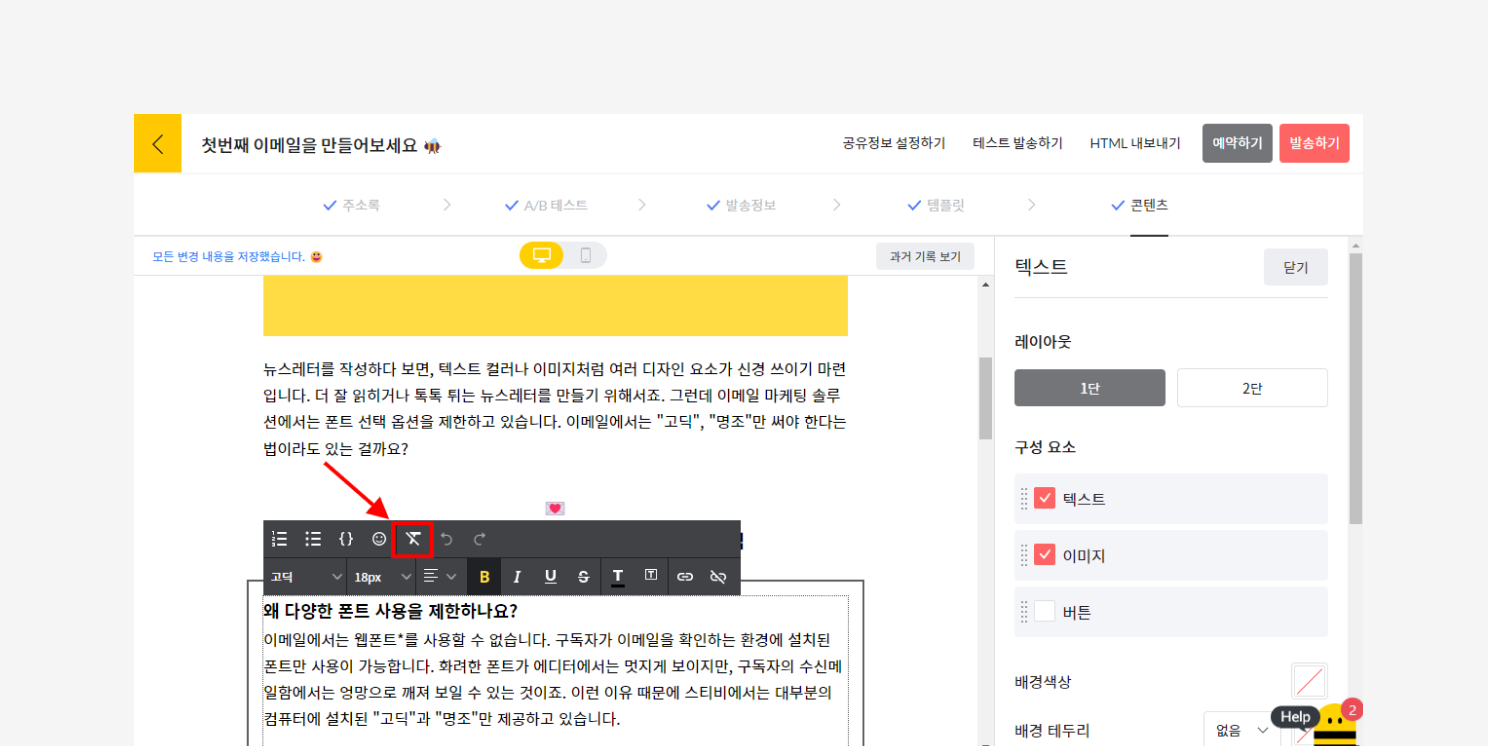 첫번째 이메일을 만들어보세요
공유정보 설정하기
테스트 발송하기
HTML 내보내기
예약하기
발송하기
주소록
A/B 테스트
발송정보
템플릿
콘텐츠
모든 변경 내용을 저장했습니다.
과거 기록 보기
뉴스레터를 작성하다 보면, 텍스트 컬러나 이미지처럼 여러 디자인 요소가 신경 쓰이기 마련
입니다. 더 잘 읽히거나 톡톡 튀는 뉴스레터를 만들기 위해서죠. 그런데 이메일 마케팅 솔루
션에서는 폰트 선택 옵션을 제한하고 있습니다. 이메일에서는 "고딕", "명조"만 써야 한다는
법이라도 있는 걸까요?
고딕
18px
B I U S T T
왜 다양한 폰트 사용을 제한하나요?
이메일에서는 웹폰트*를 사용할 수 없습니다. 구독자가 이메일을 확인하는 환경에 설치된
폰트만 사용이 가능합니다. 화려한 폰트가 에디터에서는 멋지게 보이지만, 구독자의 수신메
일함에서는 엉망으로 깨져 보일 수 있는 것이죠. 이런 이유 때문에 스티비에서는 대부분의
컴퓨터에 설치된 "고딕"과 "명조"만 제공하고 있습니다.
텍스트
닫기
레이아웃
1단
2단
구성 요소
텍스트
이미지
버튼
배경색상
배경 테두리
없음
Help
2